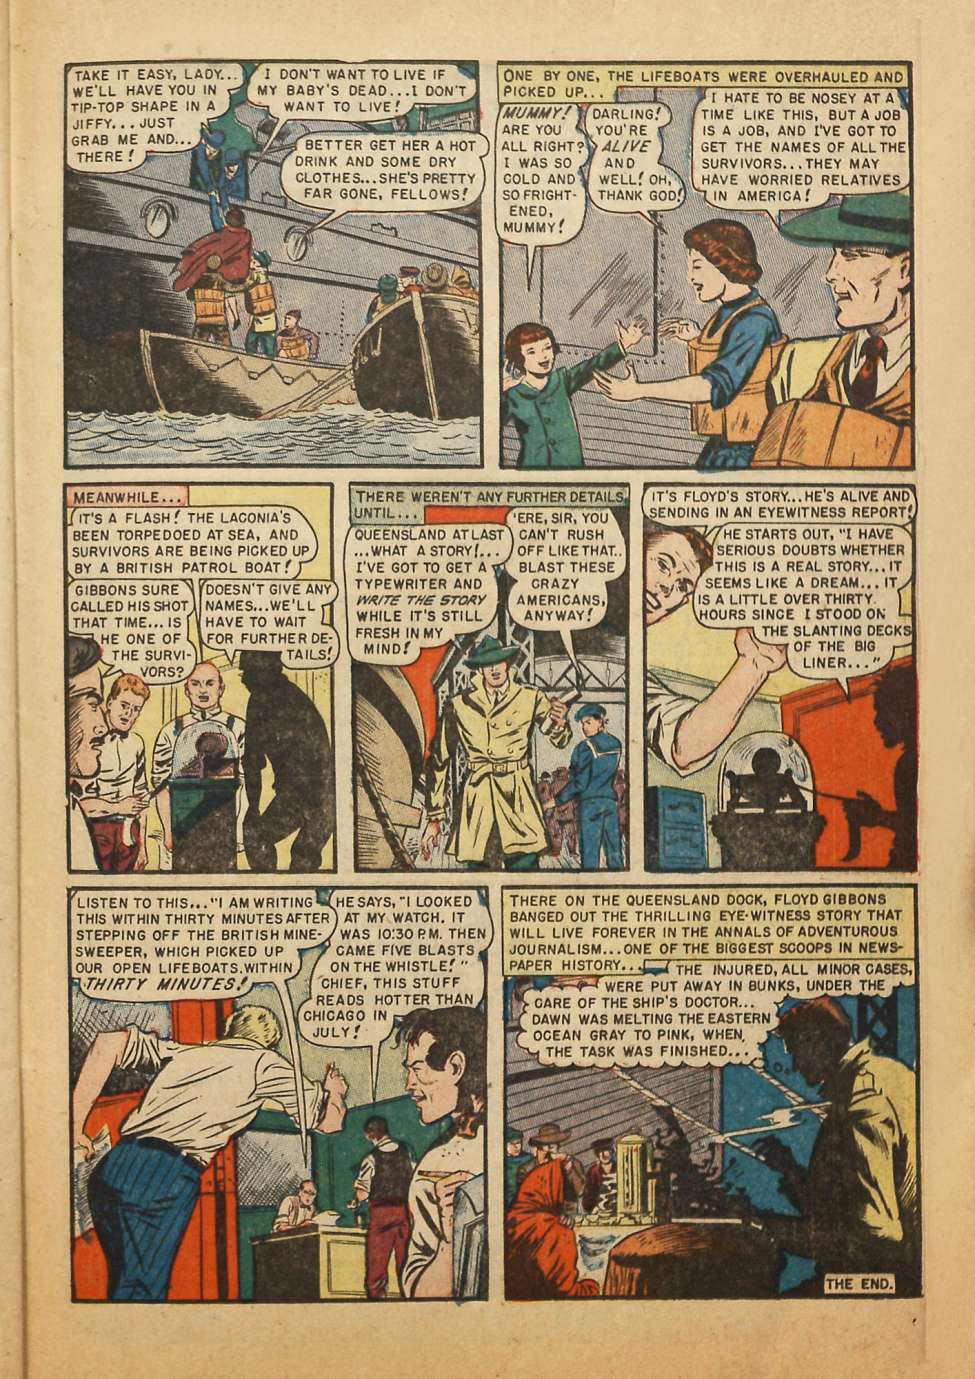 TAKE IT EASY, LADY...
WE'LL HAVE YOU IN
TIP-TOP SHAPE IN A
JIFFY... JUST
GRAB ME AND...
THERE!
I DON'T WANT TO LIVE IF
MY BABY'S DEAD...I DON'T
WANT TO LIVE!
BETTER GET HER A HOT
DRINK AND SOME DRY
CLOTHES...SHE'S PRETTY
FAR GONE, FELLOWS!
ONE BY ONE, THE LIFEBOATS WERE OVERHAULED AND
PICKED UP...
MUMMY!
ARE YOU
ALL RIGHT?
I WAS SO
COLD AND
SO FRIGHT-
ENED,
MUMMY!
DARLING!
YOU'RE
ALIVE
AND
WELL! OH,
THANK GOD!
I HATE TO BE NOSEY AT A
TIME LIKE THIS, BUT A JOB
IS A JOB, AND I'VE GOT TO
GET THE NAMES OF ALL THE
SURVIVORS...THEY MAY
HAVE WORRIED RELATIVES
IN AMERICA!
MEANWHILE...
IT'S A FLASH! THE LACONIA'S
BEEN TORPEDOED AT SEA, AND
SURVIVORS ARE BEING PICKED UP
BY A BRITISH PATROL BOAT!
GIBBONS SURE
CALLED HIS SHOT
THAT TIME... IS
HE ONE OF
THE SURVI-
VORS?
DOESN'T GIVE ANY
NAMES...WE'LL
HAVE TO WAIT
FOR FURTHER DE-
TAILS!
THERE WEREN'T ANY FURTHER DETAILS
UNTIL...
QUEENSLAND AT LAST
...WHAT A STORY!...
I'VE GOT TO GET A
TYPEWRITER AND
WRITE THE STORY
WHILE IT'S STILL
FRESH IN MY
MIND!
'ERE, SIR, YOU
CAN'T RUSH
OFF LIKE THAT..
BLAST THESE
CRAZY
AMERICANS,
ANYWAY!
IT'S FLOYD'S STORY...HE'S ALIVE AND
SENDING IN AN EYEWITNESS REPORT!
HE STARTS OUT, "I HAVE
SERIOUS DOUBTS WHETHER
THIS IS A REAL STORY...IT
SEEMS LIKE A DREAM...IT
IS A LITTLE OVER THIRTY
HOURS SINCE I STOOD ON
THE SLANTING DECKS
OF THE BIG
LINER..."
LISTEN TO THIS..."I AM WRITING
THIS WITHIN THIRTY MINUTES AFTER
STEPPING OFF THE BRITISH MINE-
SWEEPER, WHICH PICKED UP
OUR OPEN LIFEBOATS.WITHIN
THIRTY MINUTES!
HE SAYS, "I LOOKED
AT MY WATCH. IT
WAS 10:30 P.M. THEN
CAME FIVE BLASTS
ON THE WHISTLE!"
CHIEF, THIS STUFF
READS HOTTER THAN
CHICAGO IN
JULY!
THERE ON THE QUEENSLAND DOCK, FLOYD GIBBONS
BANGED OUT THE THRILLING EYE-WITNESS STORY THAT
WILL LIVE FOREVER IN THE ANNALS OF ADVENTUROUS
JOURNALISM...ONE OF THE BIGGEST SCOOPS IN NEWS-
PAPER HISTORY...
THE INJURED, ALL MINOR CASES,
WERE PUT AWAY IN BUNKS, UNDER THE
CARE OF THE SHIP'S DOCTOR...
DAWN WAS MELTING THE EASTERN
OCEAN GRAY TO PINK, WHEN
THE TASK WAS FINISHED...
THE END.